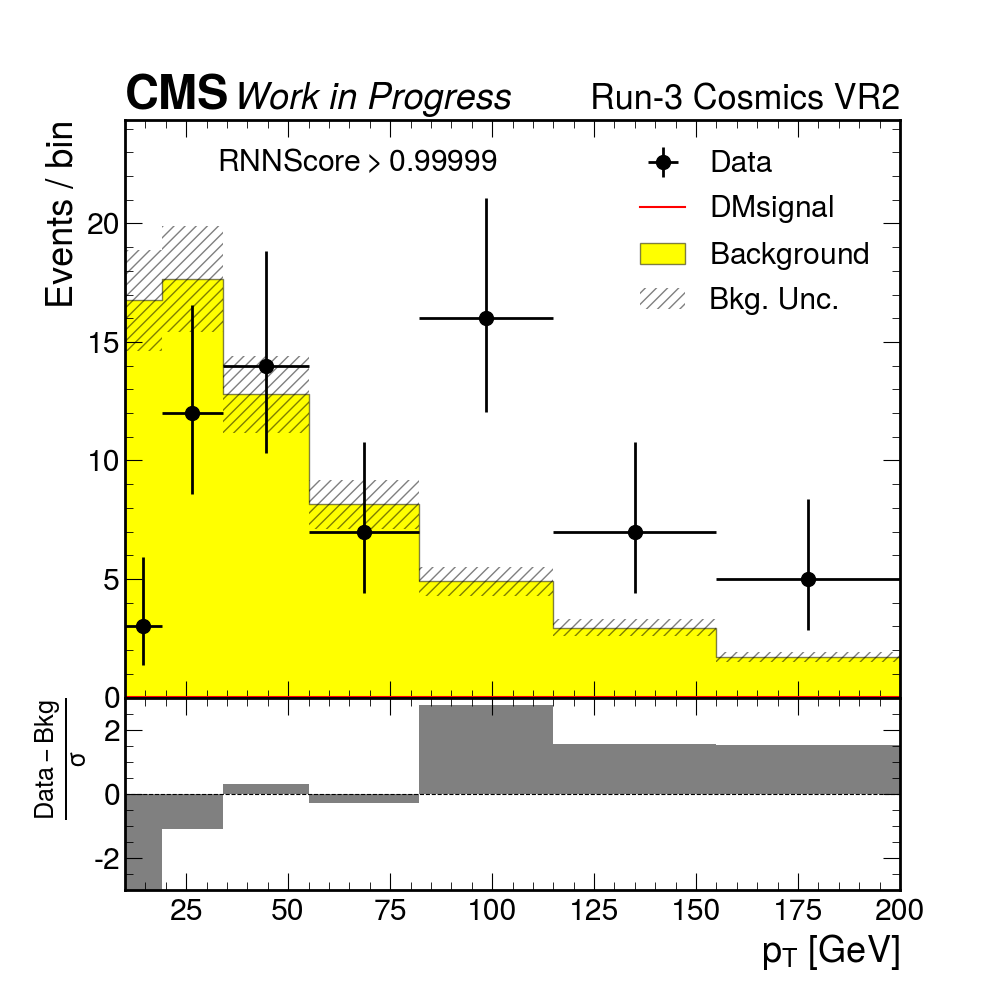 CMS Work in Progress Run-3 Cosmics VR2
Events / bin
RNNScore > 0.99999
Data
DMsignal
Background
Bkg. Unc.
20
15
10
5
0
Data − Bkg
σ
2
0
-2
25 50 75 100 125 150 175 200
pT [GeV]